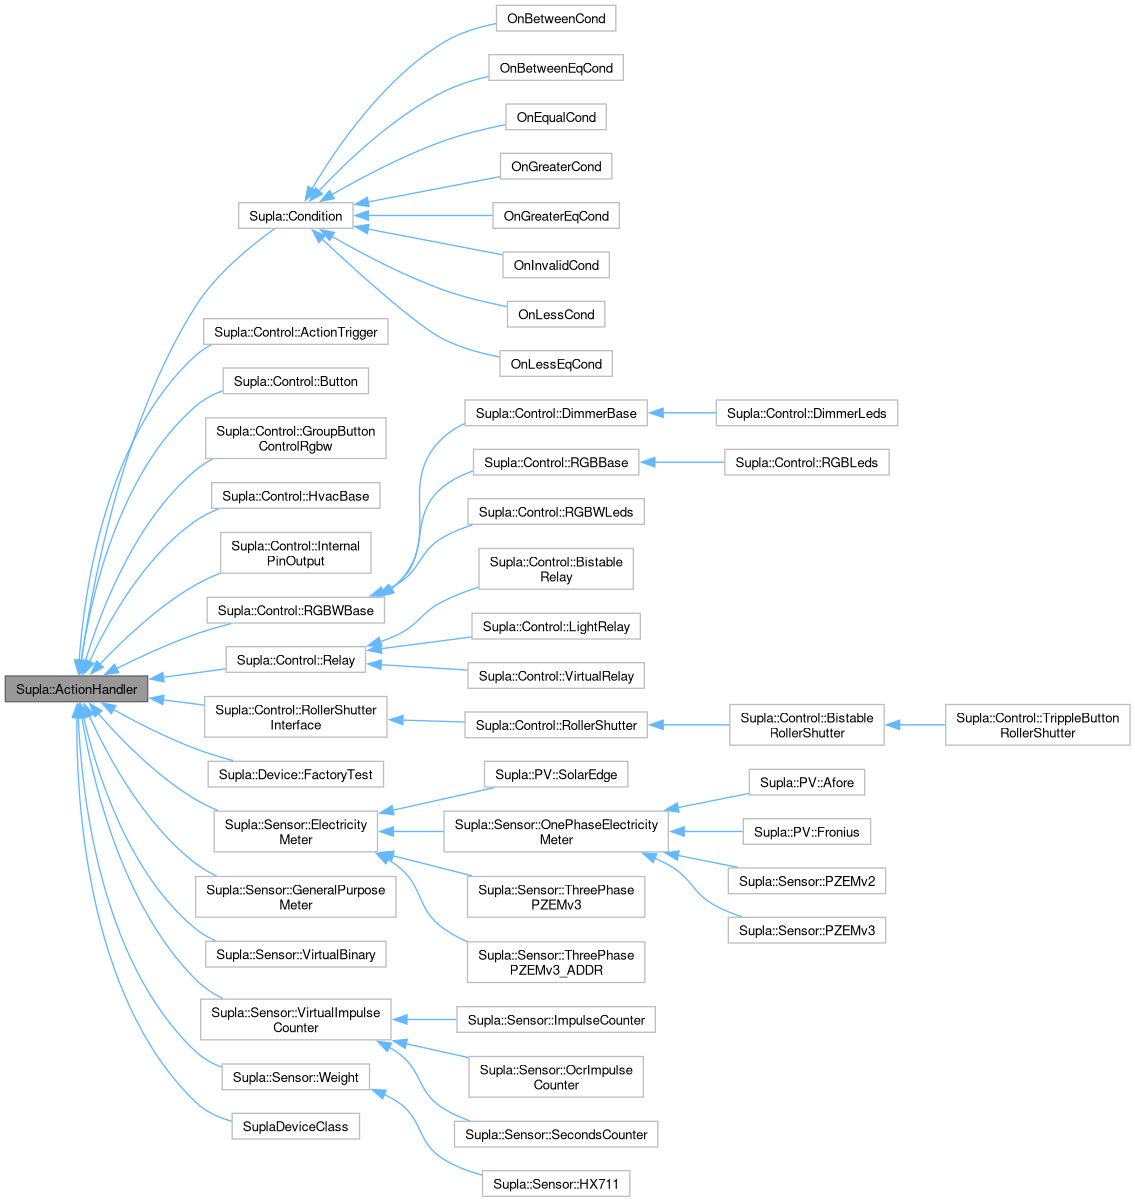 OnBetweenCond
OnBetweenEqCond
OnEqualCond
OnGreaterCond
Supla::Condition
OnGreaterEqCond
OnInvalidCond
OnLessCond
Supla::Control::ActionTrigger
OnLessEqCond
Supla::Control::Button
Supla::Control::DimmerBase
Supla::Control::DimmerLeds
Supla::Control::GroupButton
ControlRgbw
Supla::Control::RGBBase
Supla::Control::RGBLeds
Supla::Control::HvacBase
Supla::Control::RGBWLeds
Supla::Control::Internal
PinOutput
Supla::Control::Bistable
Relay
Supla::Control::RGBWBase
Supla::Control::LightRelay
Supla::Control::Relay
Supla::Control::VirtualRelay
Supla::ActionHandler
Supla::Control::RollerShutter
Interface
Supla::Control::RollerShutter
Supla::Control::Bistable
RollerShutter
Supla::Control::TrippleButton
RollerShutter
Supla::Device::FactoryTest
Supla::PV::SolarEdge
Supla::PV::Afore
Supla::Sensor::Electricity
Meter
Supla::Sensor::OnePhaseElectricity
Meter
Supla::PV::Fronius
Supla::Sensor::PZEMv2
Supla::Sensor::GeneralPurpose
Meter
Supla::Sensor::ThreePhase
PZEMv3
Supla::Sensor::PZEMv3
Supla::Sensor::VirtualBinary
Supla::Sensor::ThreePhase
PZEMv3_ADDR
Supla::Sensor::VirtualImpulse
Counter
Supla::Sensor::ImpulseCounter
Supla::Sensor::Weight
Supla::Sensor::OcrImpulse
Counter
SuplaDeviceClass
Supla::Sensor::SecondsCounter
Supla::Sensor::HX711